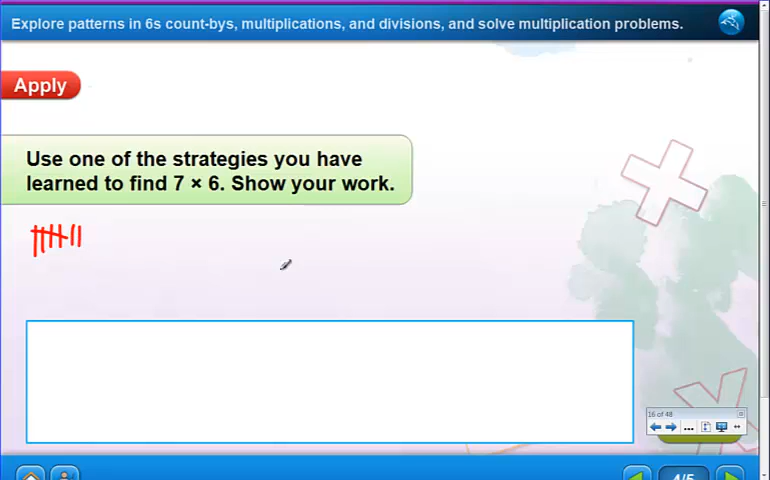 Explore patterns in 6s count-bys, multiplications, and divisions, and solve multiplication problems.
Apply
Use one of the strategies you have
learned to find 7 × 6. Show your work.
16 of 48
4/5